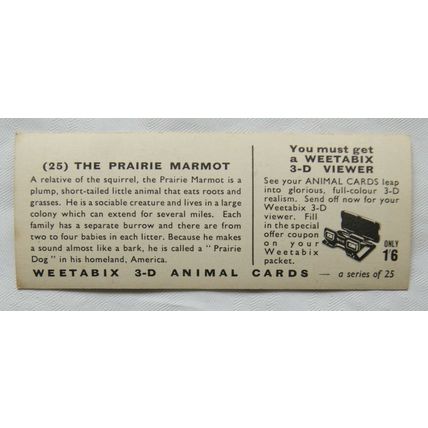 (25) THE PRAIRIE MARMOT
A relative of the squirrel, the Prairie Marmot is a
plump, short-tailed little animal that eats roots and
grasses. He is a sociable creature and lives in a large
colony which can extend for several miles. Each
family has a separate burrow and there are from
two to four babies in each litter. Because he makes
a sound almost like a bark, he is called a " Prairie
Dog " in his homeland, America.
WEETABIX 3-D ANIMAL CARDS — a series of 25
You must get
a WEETABIX
3-D VIEWER
See your ANIMAL CARDS leap
into glorious, full-colour 3-D
realism. Send off now for your
Weetabix 3-D
viewer. Fill
in the special
offer coupon
on your
Weetabix
packet.
ONLY
1'6